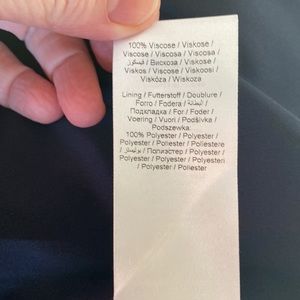 100% Viscose / Viskose /
Viscose / Viscosa / Viscosa /
فيسكوز / Вискоза / Viskose /
Viskos / Viscose / Viskoosi /
Viskóza / Wiskoza
Lining / Futterstoff / Doublure /
Forro / Fodera / البطانة /
Подкладка / For / Foder /
Voering / Vuori / Podšívka /
Podszewka:
100% Polyester / Polyester /
Polyester / Poliéster / Poliestere
/ بوليستر / Полиэстер / Polyester /
Polyester / Polyester / Polyesteri
/ Polyester / Poliester